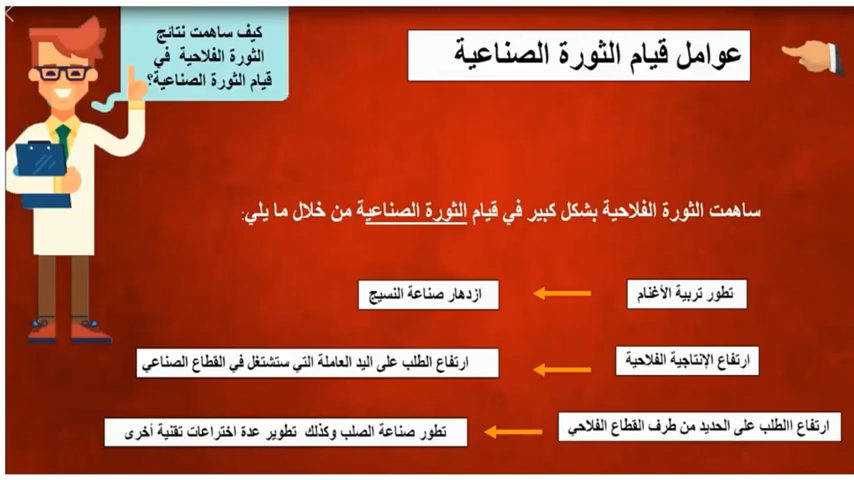 عوامل قيام الثورة الصناعية
كيف ساهمت نتائج
الثورة الفلاحية في
قيام الثورة الصناعية؟
ساهمت الثورة الفلاحية بشكل كبير في قيام الثورة الصناعية من خلال ما يلي:
تطور تربية الأغنام
ازدهار صناعة النسيج
ارتفاع الإنتاجية الفلاحية
ارتفاع الطلب على اليد العاملة التي ستشتغل في القطاع الصناعي
ارتفاع االطلب على الحديد من طرف القطاع الفلاحي
تطور صناعة الصلب وكذلك تطوير عدة اختراعات تقنية أخرى